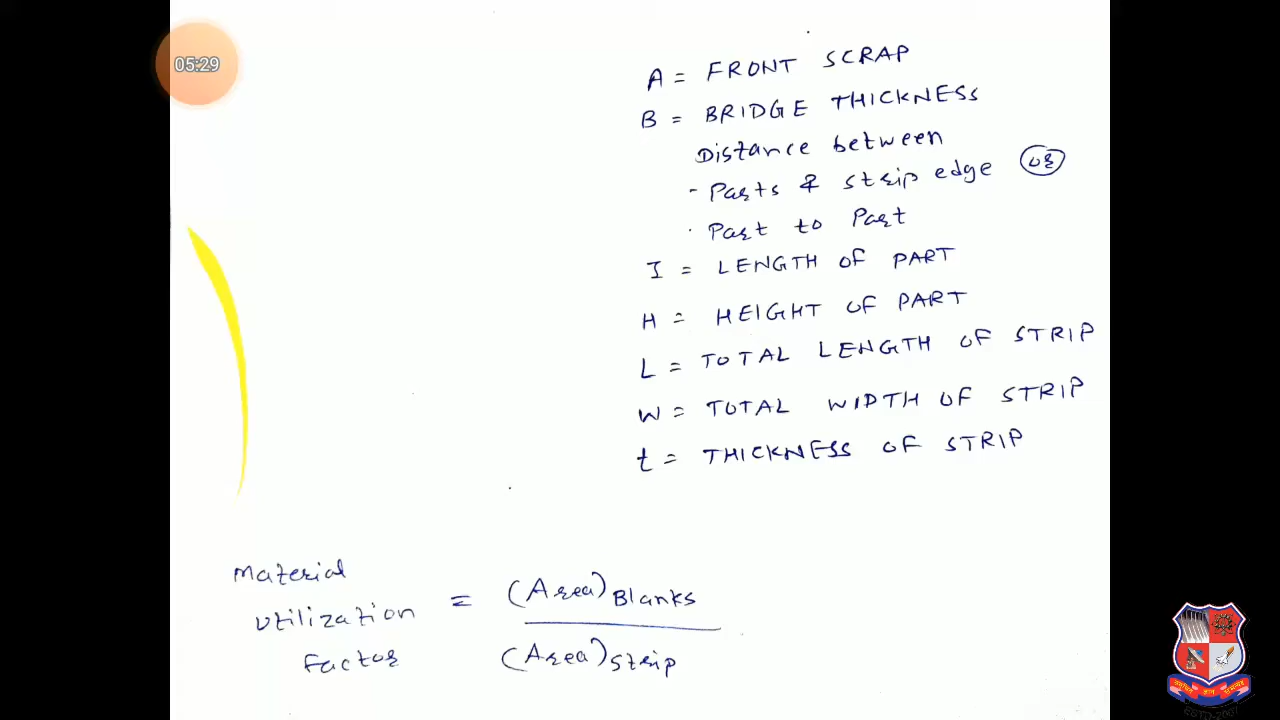 05:29
A = FRONT SCRAP
B = BRIDGE THICKNESS
Distance between
- Parts & strip edge or
· Part to Part
I = LENGTH OF PART
H = HEIGHT OF PART
L = TOTAL LENGTH OF STRIP
W = TOTAL WIDTH OF STRIP
t = THICKNESS OF STRIP
Material
Utilization
factor
= (Area)Blanks
(Area)Strip